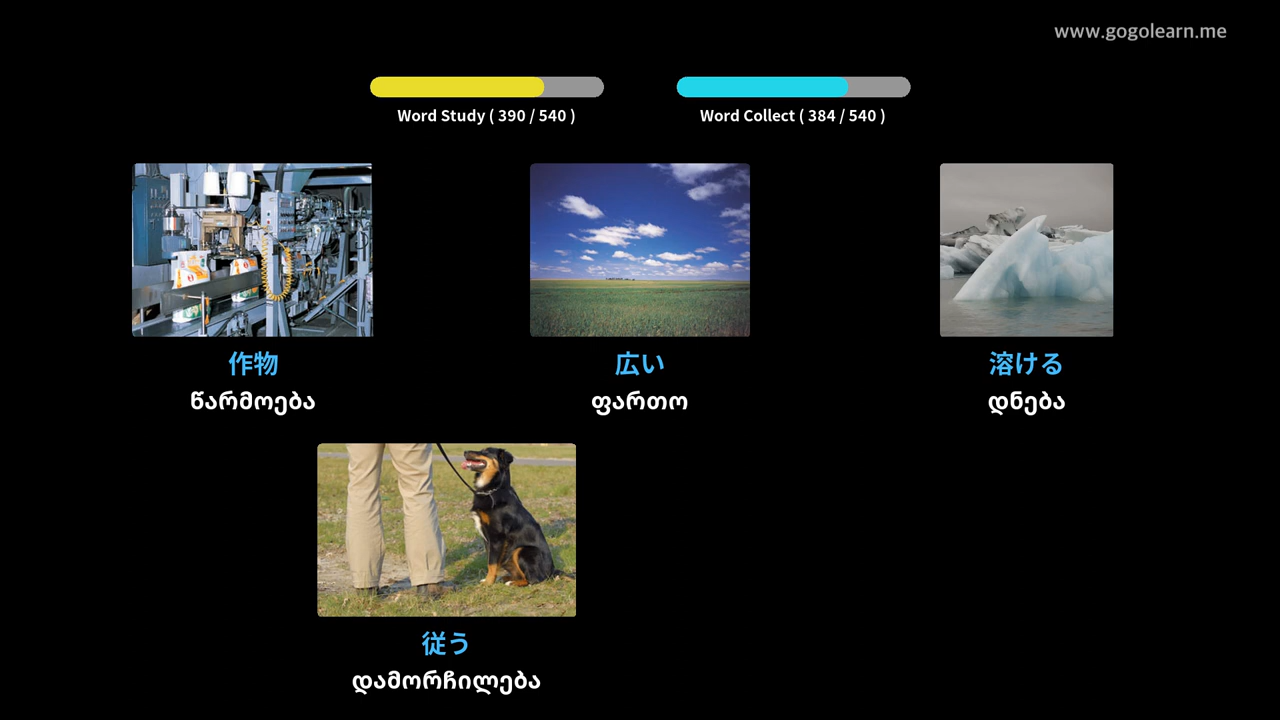 www.gogolearn.me
Word Study ( 390 / 540 )
Word Collect ( 384 / 540 )
作物
წარმოება
広い
ფართო
溶ける
დნება
従う
დამორჩილება